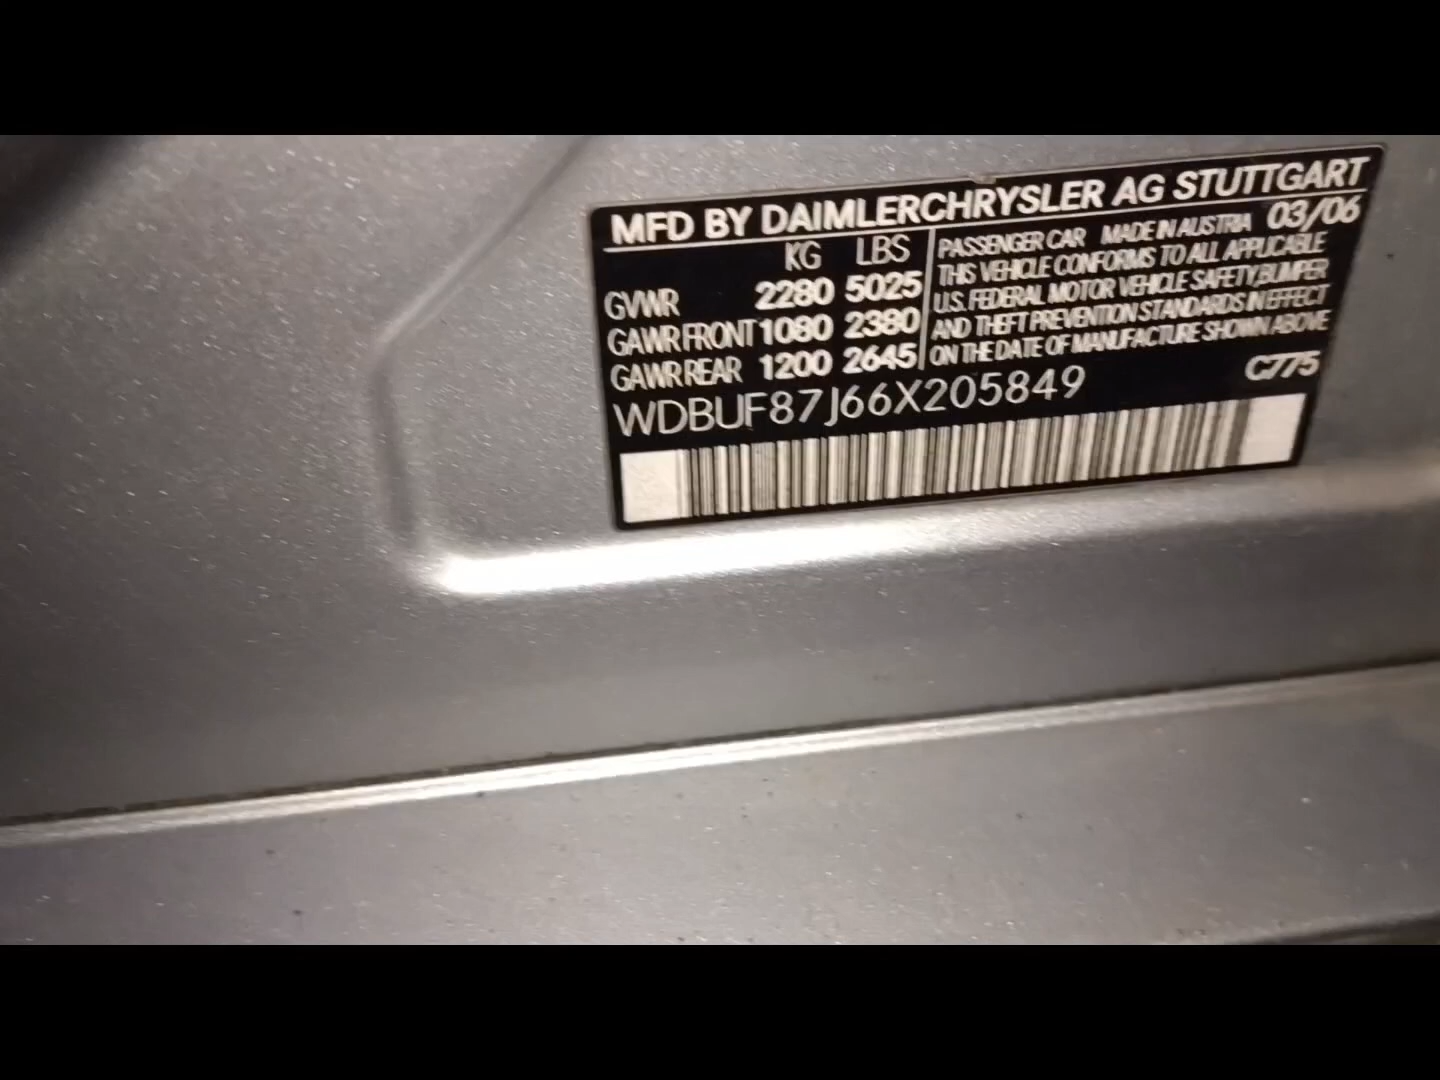 MFD BY DAIMLERCHRYSLER AG STUTTGART
KG LBS
GVWR 2280 5025
GAWR FRONT 1080 2380
GAWR REAR 1200 2645
PASSENGER CAR MADE IN AUSTRIA 03/06
THIS VEHICLE CONFORMS TO ALL APPLICABLE
U.S. FEDERAL MOTOR VEHICLE SAFETY, BUMPER
AND THEFT PREVENTION STANDARDS IN EFFECT
ON THE DATE OF MANUFACTURE SHOWN ABOVE
WDBUF87J66X205849
C775